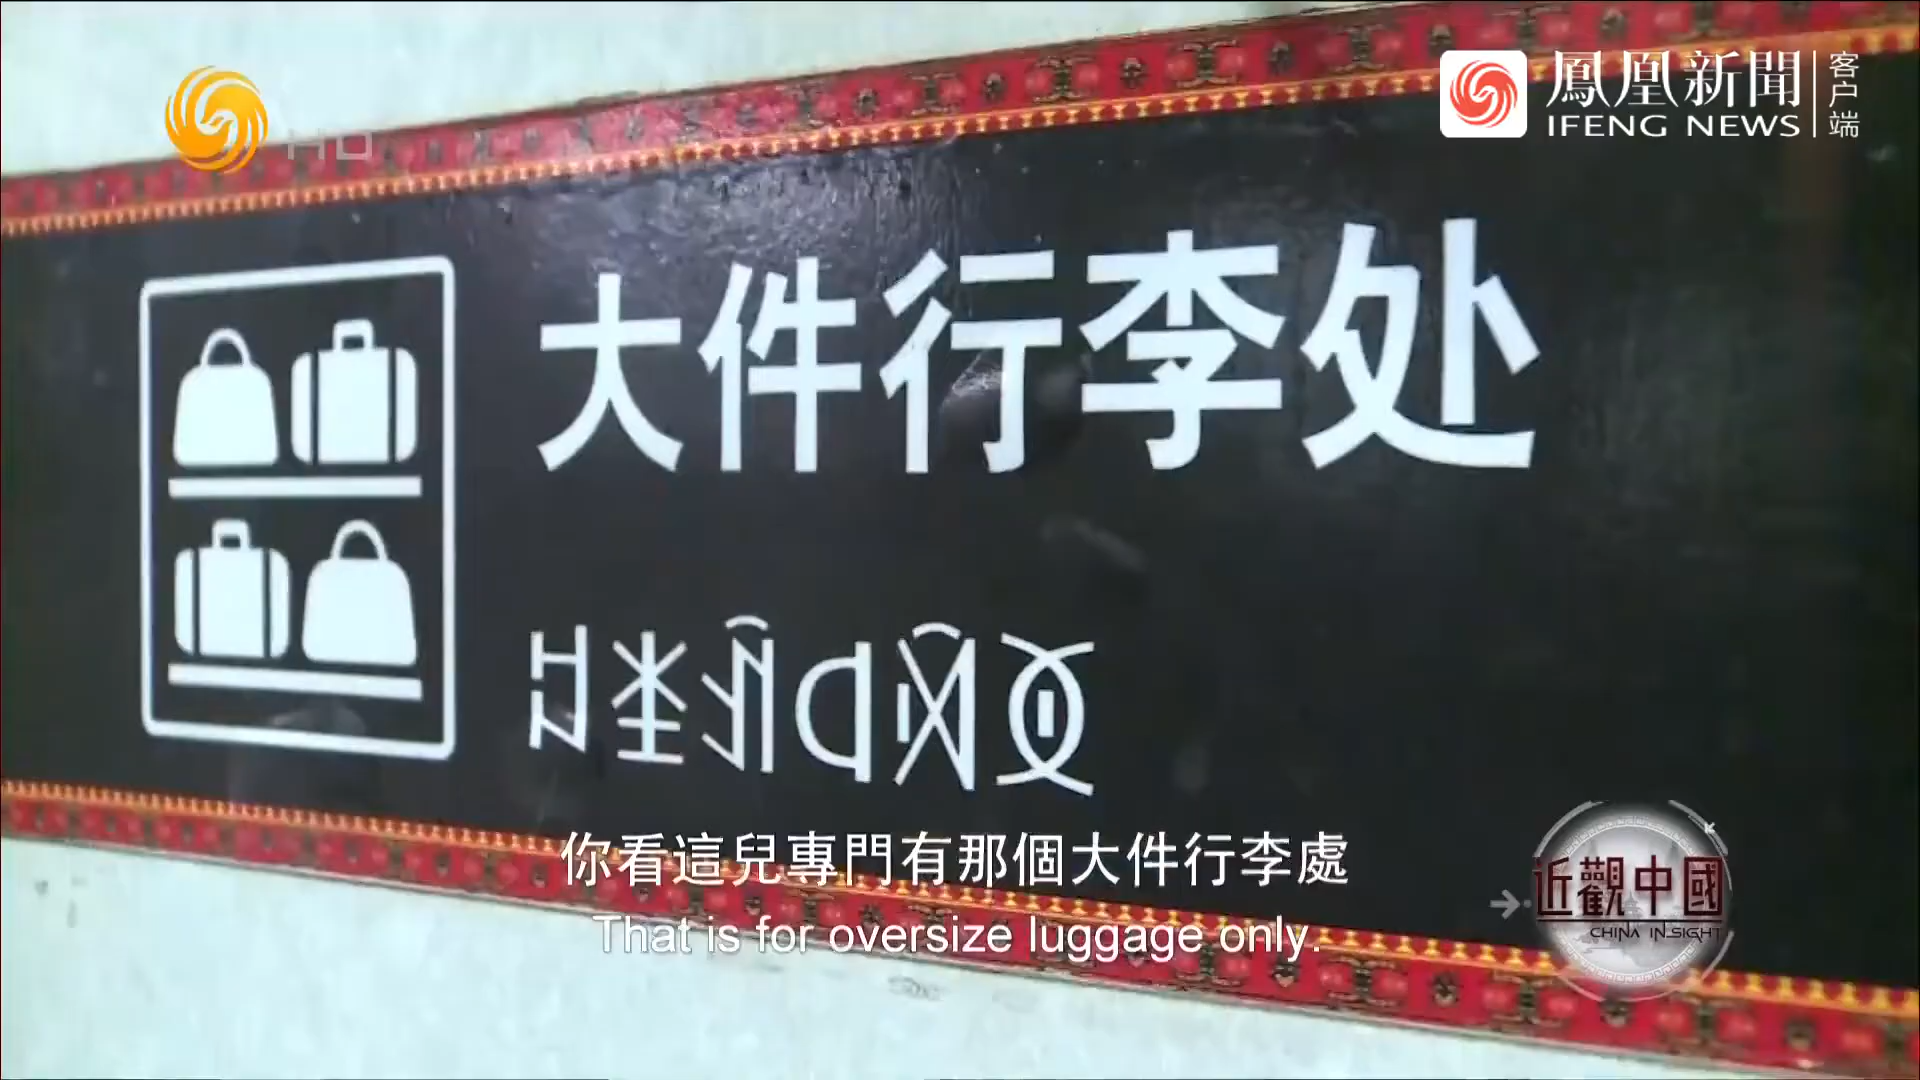 HD
鳳凰新聞
IFENG NEWS
客户端
大件行李处
你看這兒專門有那個大件行李處
That is for oversize luggage only.
近觀中國
CHINA INSIGHT